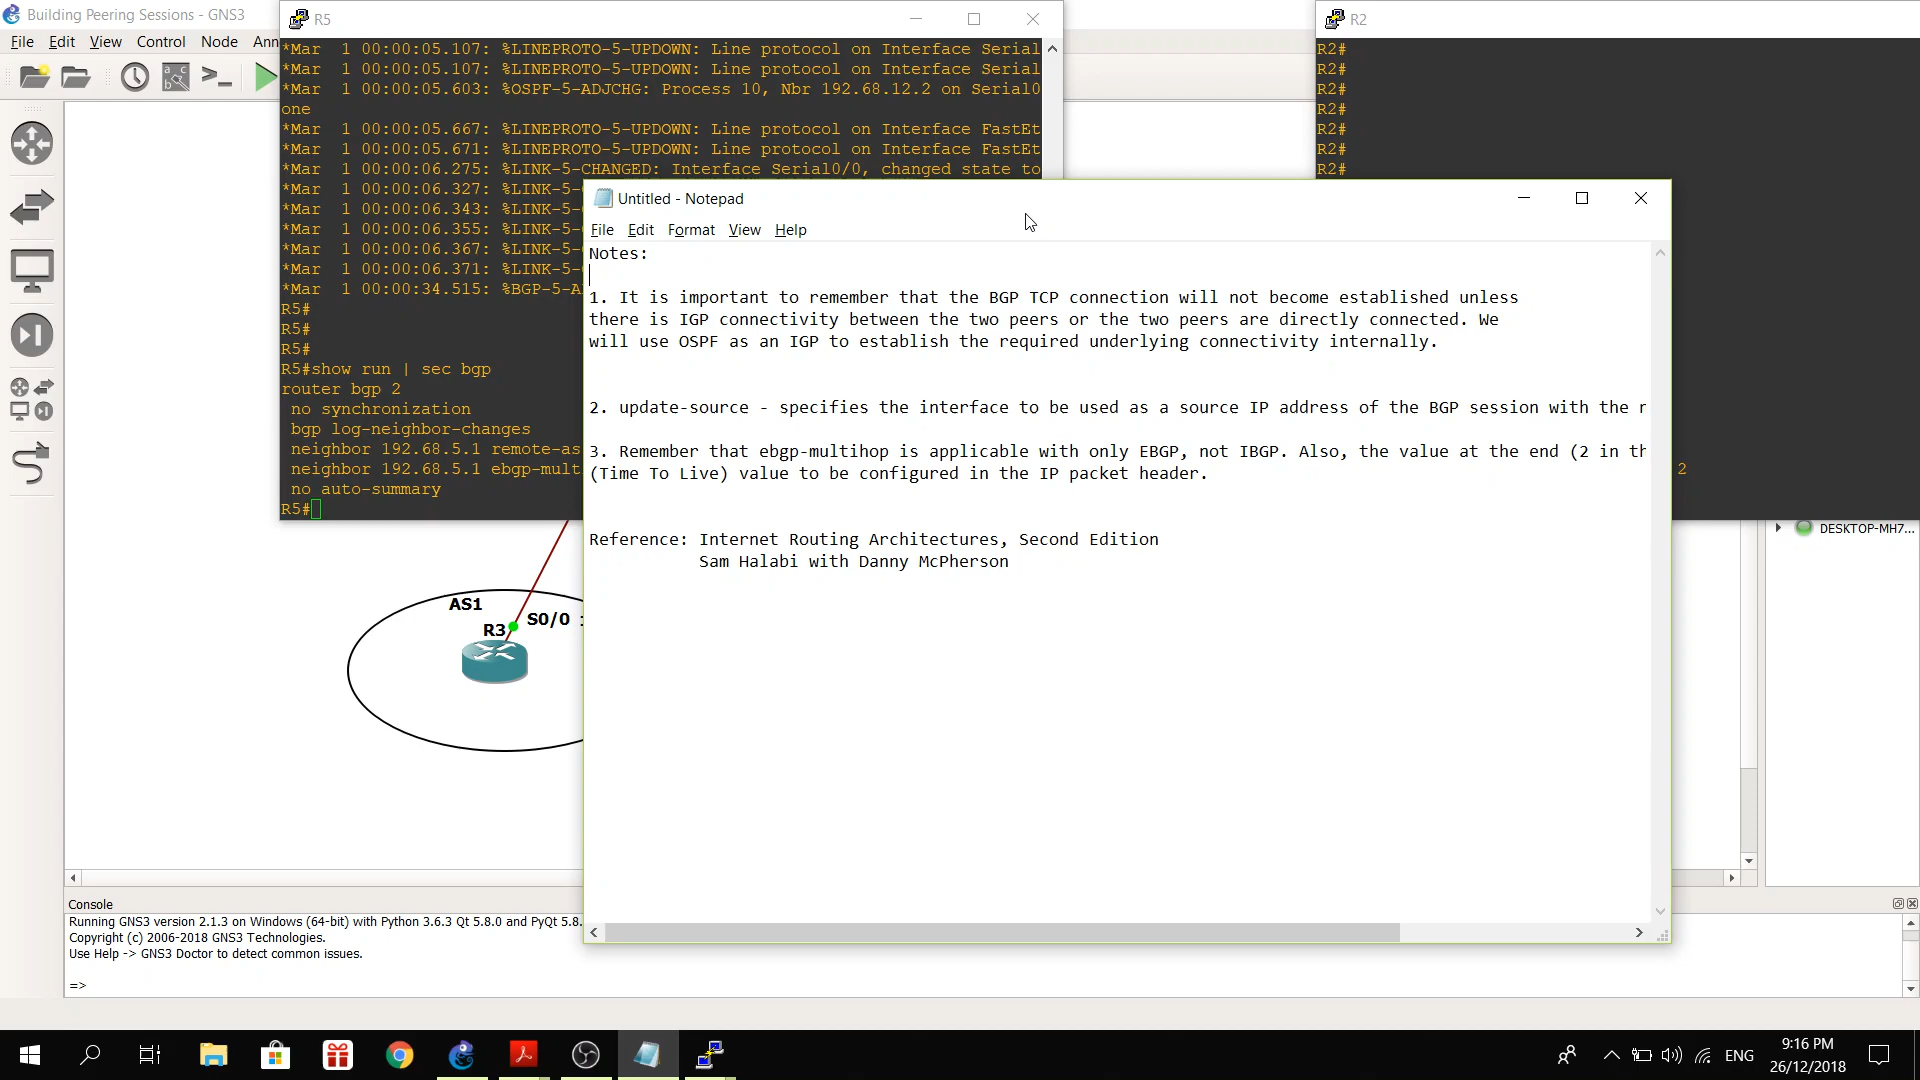 Building Peering Sessions - GNS3
File Edit View Control Node Ann
R5
*Mar  1 00:00:05.107: %LINEPROTO-5-UPDOWN: Line protocol on Interface Serial
*Mar  1 00:00:05.107: %LINEPROTO-5-UPDOWN: Line protocol on Interface Serial
*Mar  1 00:00:05.603: %OSPF-5-ADJCHG: Process 10, Nbr 192.68.12.2 on Serial0
one
*Mar  1 00:00:05.667: %LINEPROTO-5-UPDOWN: Line protocol on Interface FastEt
*Mar  1 00:00:05.671: %LINEPROTO-5-UPDOWN: Line protocol on Interface FastEt
*Mar  1 00:00:06.275: %LINK-5-CHANGED: Interface Serial0/0, changed state to
*Mar  1 00:00:06.327: %LINK-5-
*Mar  1 00:00:06.343: %LINK-5-
*Mar  1 00:00:06.355: %LINK-5-
*Mar  1 00:00:06.367: %LINK-5-
*Mar  1 00:00:06.371: %LINK-5-
*Mar  1 00:00:34.515: %BGP-5-A
R5#
R5#
R5#
R5#show run | sec bgp
router bgp 2
no synchronization
bgp log-neighbor-changes
neighbor 192.68.5.1 remote-as
neighbor 192.68.5.1 ebgp-mult
no auto-summary
R5#
R2
R2#
R2#
R2#
R2#
R2#
R2#
R2#
2
Untitled - Notepad
File Edit Format View Help
Notes:
1. It is important to remember that the BGP TCP connection will not become established unless
there is IGP connectivity between the two peers or the two peers are directly connected. We
will use OSPF as an IGP to establish the required underlying connectivity internally.
2. update-source - specifies the interface to be used as a source IP address of the BGP session with the
3. Remember that ebgp-multihop is applicable with only EBGP, not IBGP. Also, the value at the end (2 in th
(Time To Live) value to be configured in the IP packet header.
Reference: Internet Routing Architectures, Second Edition
Sam Halabi with Danny McPherson
DESKTOP-MH7...
AS1
R3
S0/0
Console
Running GNS3 version 2.1.3 on Windows (64-bit) with Python 3.6.3 Qt 5.8.0 and PyQt 5.8.
Copyright (c) 2006-2018 GNS3 Technologies.
Use Help -> GNS3 Doctor to detect common issues.
=>
ENG
9:16 PM
26/12/2018